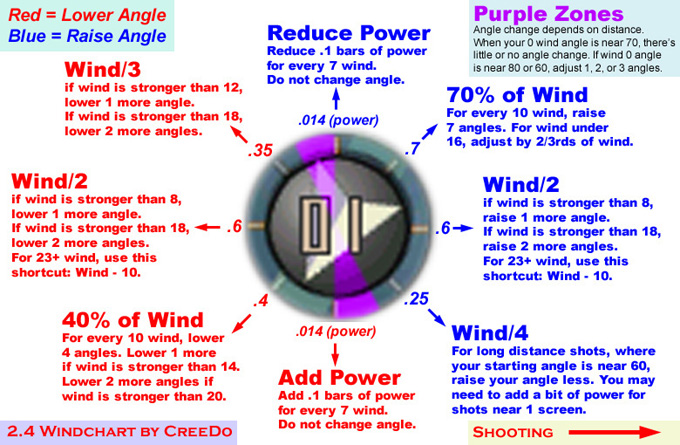 Red = Lower Angle
Blue = Raise Angle
Reduce Power
Reduce .1 bars of power
for every 7 wind.
Do not change angle.
.014 (power)
Purple Zones
Angle change depends on distance.
When your 0 wind angle is near 70, there's
little or no angle change. If wind 0 angle
is near 80 or 60, adjust 1, 2, or 3 angles.
Wind/3
if wind is stronger than 12,
lower 1 more angle.
If wind is stronger than 18,
lower 2 more angles.
.35
70% of Wind
For every 10 wind, raise
7 angles. For wind under
16, adjust by 2/3rds of wind.
.7
Wind/2
if wind is stronger than 8,
lower 1 more angle.
If wind is stronger than 18,
lower 2 more angles.
For 23+ wind, use this
shortcut: Wind - 10.
.6
01
.6
Wind/2
if wind is stronger than 8,
raise 1 more angle.
If wind is stronger than 18,
raise 2 more angles.
For 23+ wind, use this
shortcut: Wind - 10.
.4
40% of Wind
For every 10 wind, lower
4 angles. Lower 1 more
if wind is stronger than 14.
Lower 2 more angles if
wind is stronger than 20.
.014 (power)
Add Power
Add .1 bars of power
for every 7 wind.
Do not change angle.
.25
Wind/4
For long distance shots, where
your starting angle is near 60,
raise your angle less. You may
need to add a bit of power for
shots near 1 screen.
2.4 Windchart by CreeDo
Shooting